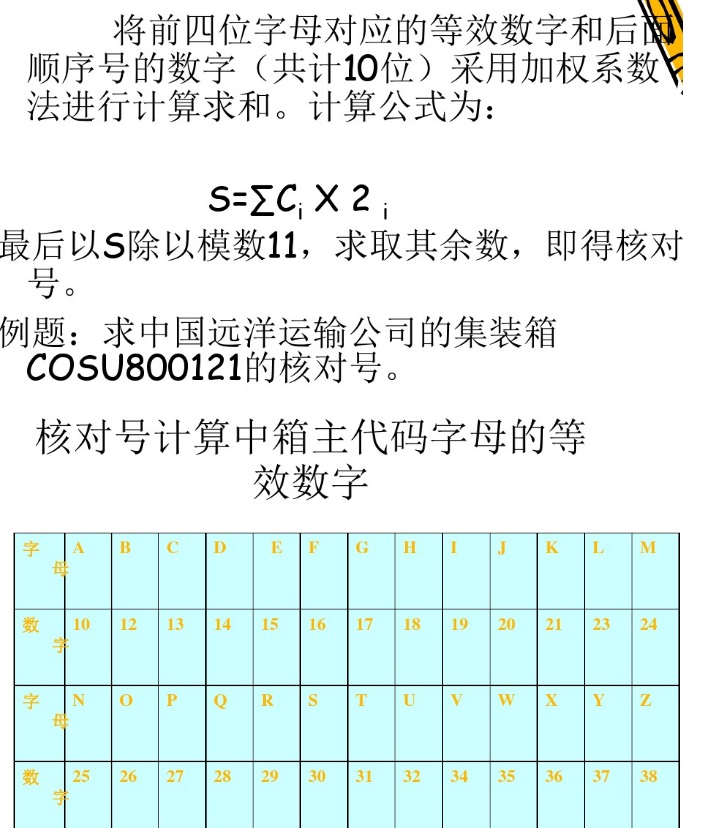 将前四位字母对应的等效数字和后面
顺序号的数字（共计10位）采用加权系数
法进行计算求和。计算公式为：
S=∑Ci X 2 i
最后以S除以模数11，求取其余数，即得核对
号。
例题：求中国远洋运输公司的集装箱
COSU800121的核对号。
核对号计算中箱主代码字母的等
效数字
字母 A B C D E F G H I J K L M
数字 10 12 13 14 15 16 17 18 19 20 21 23 24
字母 N O P Q R S T U V W X Y Z
数字 25 26 27 28 29 30 31 32 34 35 36 37 38